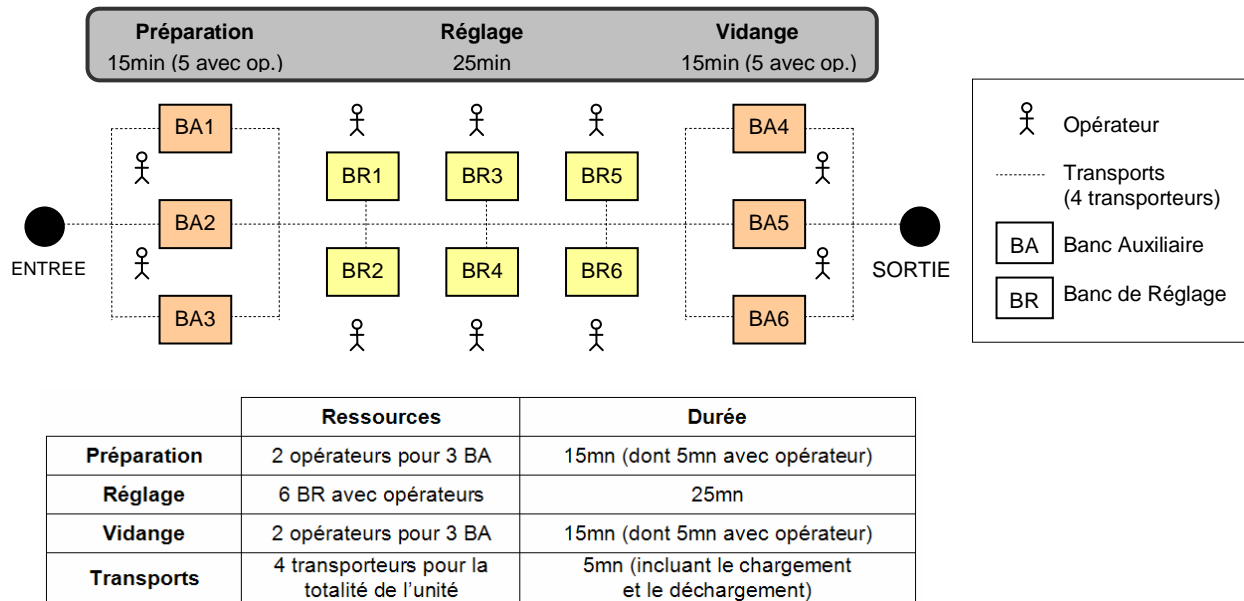 Préparation
Réglage
Vidange
15min (5 avec op.)
25min
15min (5 avec op.)
BA1
BA2
BA3
BR1
BR3
BR5
BR2
BR4
BR6
BA4
BA5
BA6
ENTREE
SORTIE
Opérateur
Transports
(4 transporteurs)
BA
Banc Auxiliaire
BR
Banc de Réglage
Ressources
Durée
Préparation
2 opérateurs pour 3 BA
15mn (dont 5mn avec opérateur)
Réglage
6 BR avec opérateurs
25mn
Vidange
2 opérateurs pour 3 BA
15mn (dont 5mn avec opérateur)
Transports
4 transporteurs pour la
totalité de l'unité
5mn (incluant le chargement
et le déchargement)